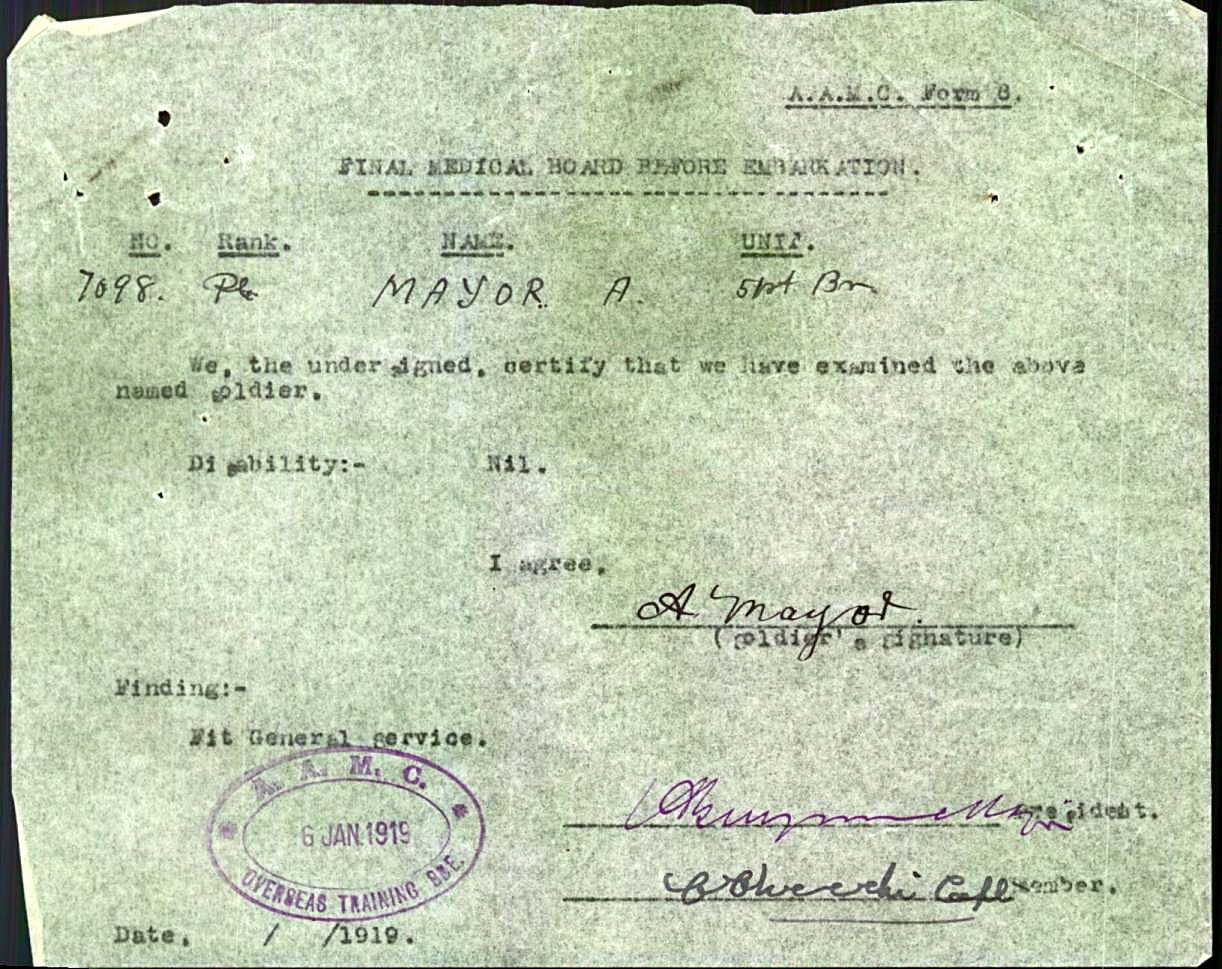 A.A.M.C. Form 8.
FINAL MEDICAL BOARD BEFORE EMBARKATION.
NO. Rank. NAME. UNIT.
7098. Pte MAYOR A. 51st Bn
We, the undersigned, certify that we have examined the above
named soldier.
Disability:- Nil.
I agree.
A Mayor.
(soldier's signature)
Finding:-
Fit General service.
A. A. M. C.
6 JAN. 1919
OVERSEAS TRAINING BDE.
President.
Capt Member.
Date, / /1919.